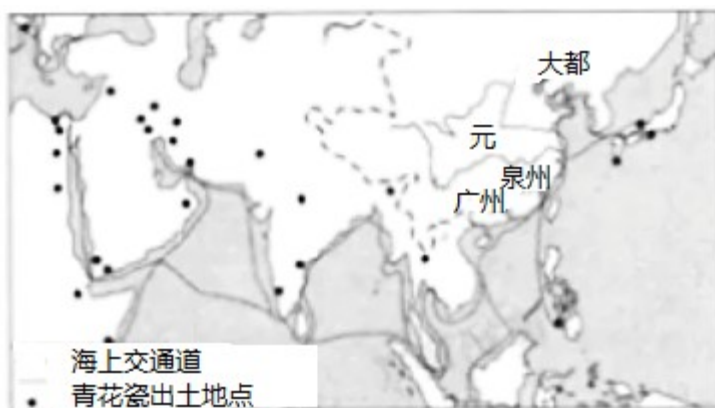 大都
元
泉州
广州
海上交通道
青花瓷出土地点